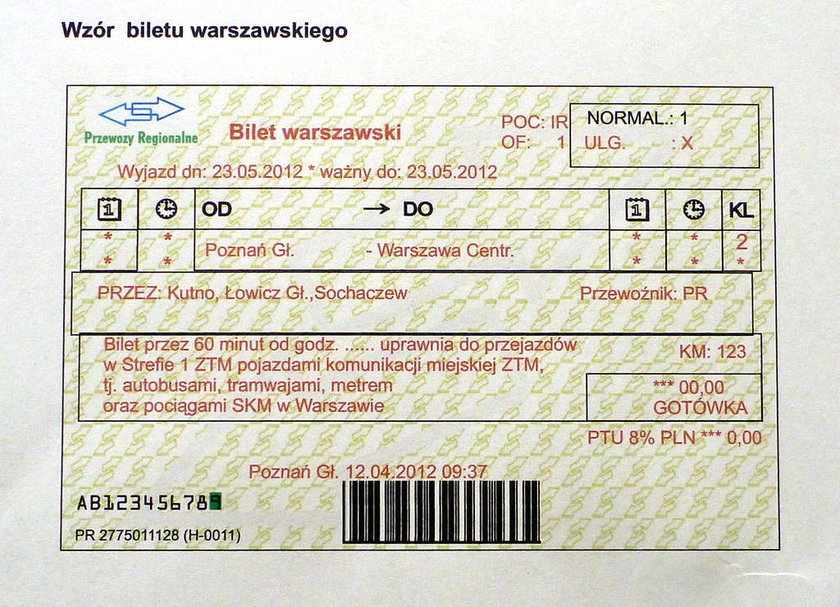 Wzór biletu warszawskiego
Przewozy Regionalne
Bilet warszawski
POC: IR
OF: 1
NORMAL.: 1
ULG. : X
Wyjazd dn: 23.05.2012 * ważny do: 23.05.2012
1 OD → DO 1 KL
* * Poznań Gł. - Warszawa Centr. * * 2
* * * * *
PRZEZ: Kutno, Łowicz Gł.,Sochaczew Przewoźnik: PR
Bilet przez 60 minut od godz. ...... uprawnia do przejazdów
w Strefie 1 ZTM pojazdami komunikacji miejskiej ZTM,
tj. autobusami, tramwajami, metrem
oraz pociągami SKM w Warszawie
KM: 123
*** 00,00
GOTÓWKA
PTU 8% PLN *** 0,00
Poznań Gł. 12.04.2012 09:37
AB123456789
PR 2775011128 (H-0011)